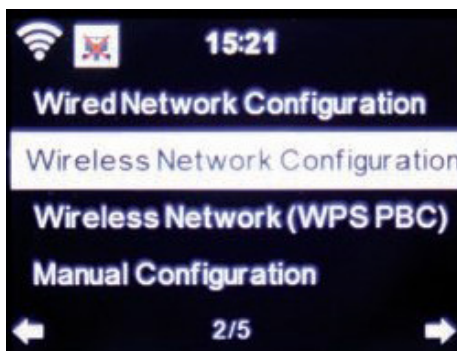 15:21
Wired Network Configuration
Wireless Network Configuration
Wireless Network (WPS PBC)
Manual Configuration
2/5